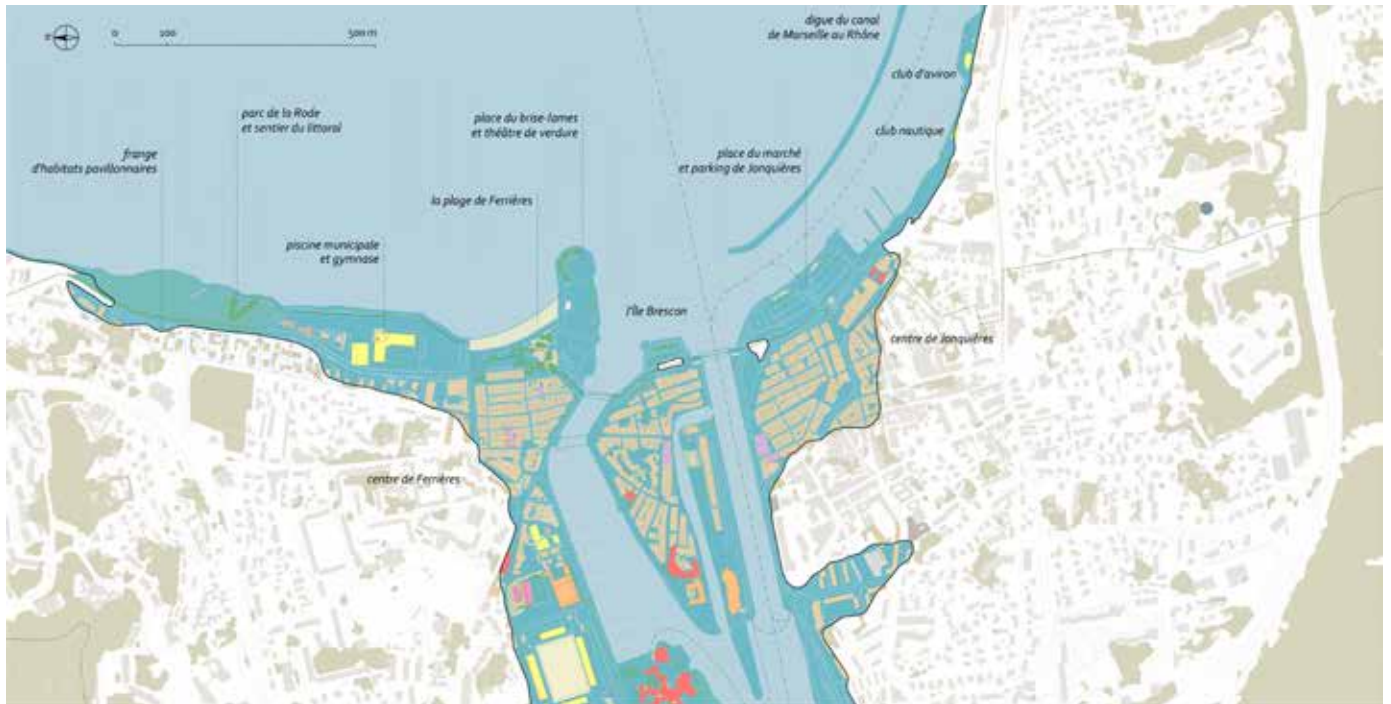 0 100 500 m
digue du canal
de Marseille au Rhône
club d'aviron
parc de la Rode
et sentier du littoral
place du brise-lames
et théâtre de verdure
club nautique
frange
d'habitats pavillonnaires
place du marché
et parking de Jonquières
la plage de Ferrières
piscine municipale
et gymnase
l'île Brescon
centre de Jonquières
centre de Ferrières